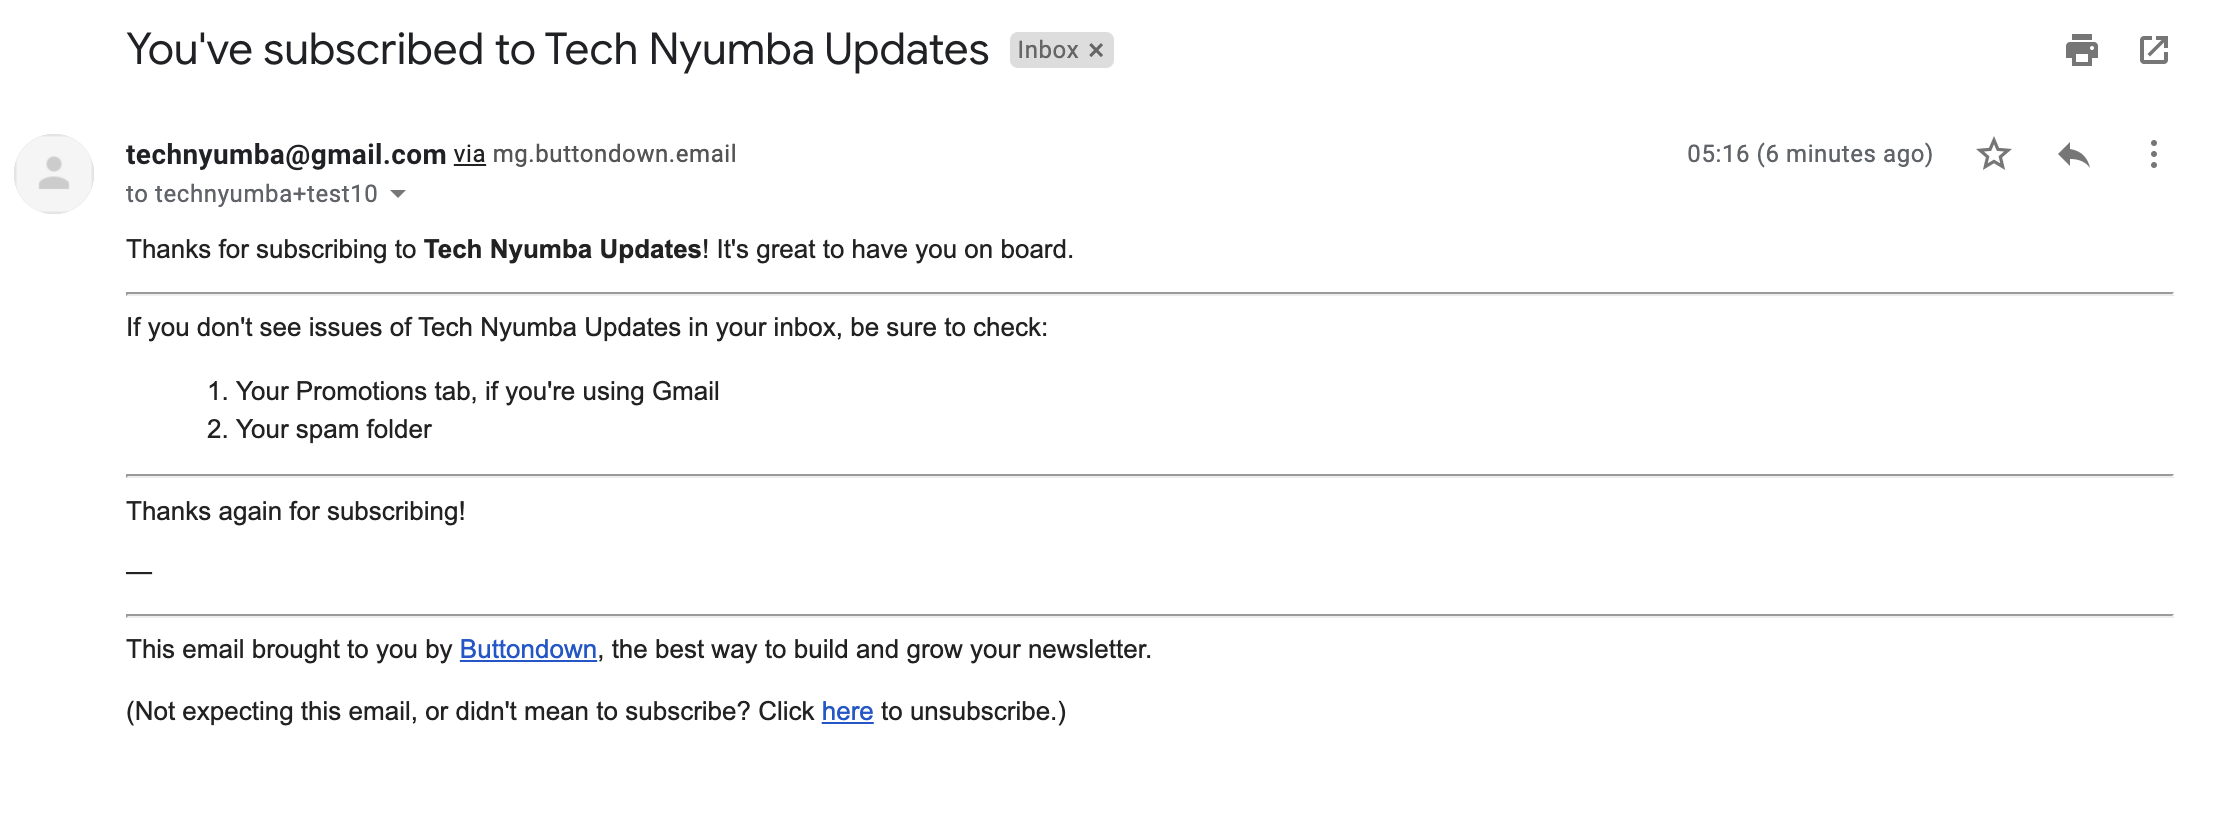 You've subscribed to Tech Nyumba Updates Inbox ×
technyumba@gmail.com via mg.buttondown.email 05:16 (6 minutes ago)
to technyumba+test10
Thanks for subscribing to Tech Nyumba Updates! It's great to have you on board.
If you don't see issues of Tech Nyumba Updates in your inbox, be sure to check:
1. Your Promotions tab, if you're using Gmail
2. Your spam folder
Thanks again for subscribing!
—
This email brought to you by Buttondown, the best way to build and grow your newsletter.
(Not expecting this email, or didn't mean to subscribe? Click here to unsubscribe.)